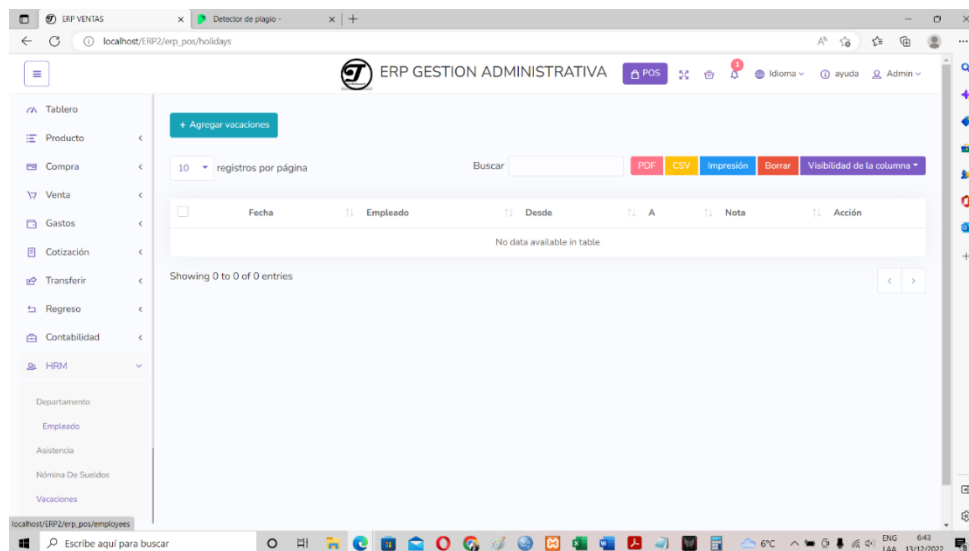 ERP VENTAS
Detector de plagio -
localhost/ERP2/erp_pos/holidays
ERP GESTION ADMINISTRATIVA
POS
1
Idioma
ayuda
Admin
Tablero
Producto
Compra
Venta
Gastos
Cotización
Transferir
Regreso
Contabilidad
HRM
Departamento
Empleado
Asistencia
Nómina De Sueldos
Vacaciones
+ Agregar vacaciones
10 registros por página
Buscar
PDF CSV Impresión Borrar Visibilidad de la columna
Fecha Empleado Desde A Nota Acción
No data available in table
Showing 0 to 0 of 0 entries
localhost/ERP2/erp_pos/employees
Escribe aquí para buscar
6°C
ENG
LAA
6:43
13/12/2022